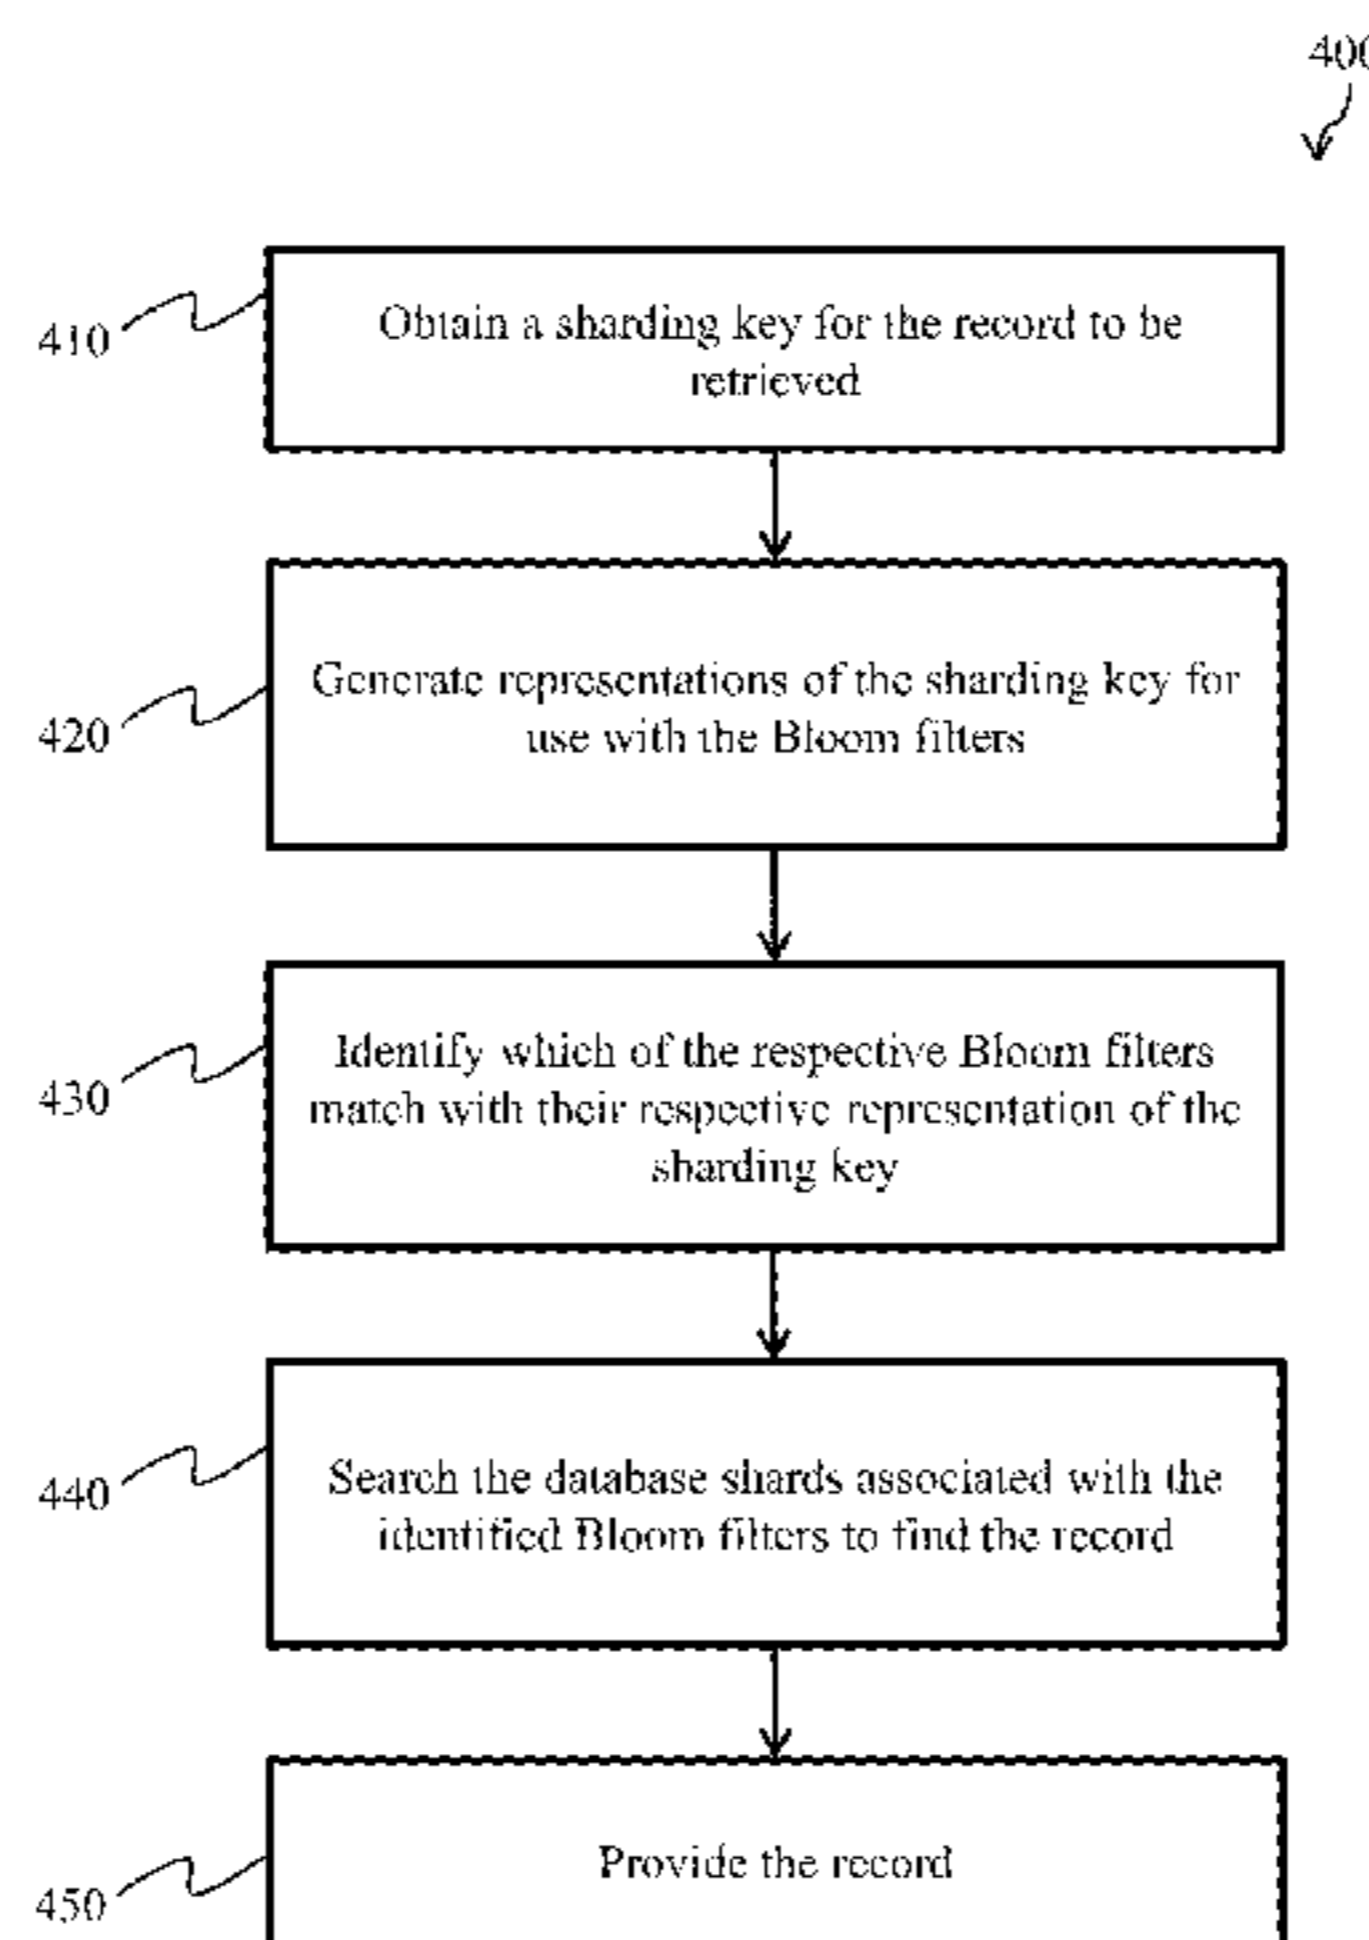 400
410
Obtain a sharding key for the record to be
retrieved
420
Generate representations of the sharding key for
use with the Bloom filters
430
Identify which of the respective Bloom filters
match with their respective representation of the
sharding key
440
Search the database shards associated with the
identified Bloom filters to find the record
450
Provide the record